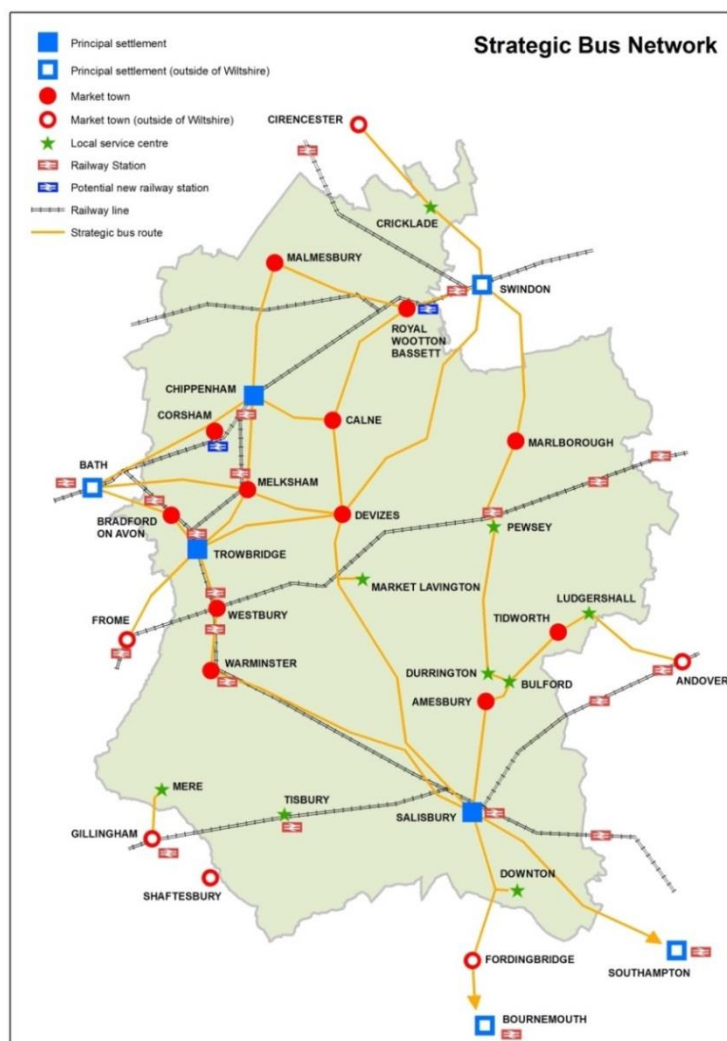 Strategic Bus Network
Principal settlement
Principal settlement (outside of Wiltshire)
Market town
Market town (outside of Wiltshire)
Local service centre
Railway Station
Potential new railway station
Railway line
Strategic bus route
CIRENCESTER
CRICKLADE
MALMESBURY
SWINDON
ROYAL
WOOTTON
BASSETT
CHIPPENHAM
CORSHAM
CALNE
MARLBOROUGH
BATH
MELKSHAM
BRADFORD
ON AVON
DEVIZES
PEWSEY
TROWBRIDGE
MARKET LAVINGTON
LUDGERSHALL
FROME
WESTBURY
TIDWORTH
WARMINSTER
DURRINGTON
BULFORD
ANDOVER
AMESBURY
MERE
TISBURY
GILLINGHAM
SALISBURY
SHAFTESBURY
DOWNTON
FORDINGBRIDGE
SOUTHAMPTON
BOURNEMOUTH